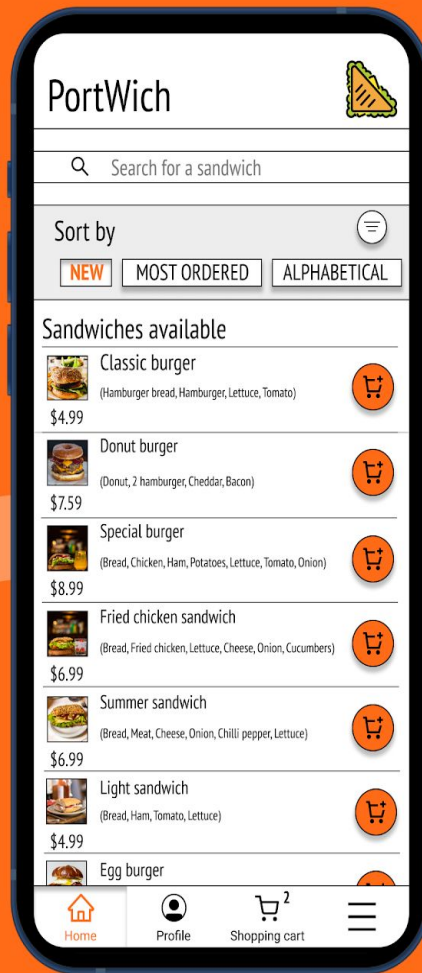 PortWich
Search for a sandwich
Sort by
NEW MOST ORDERED ALPHABETICAL
Sandwiches available
Classic burger
(Hamburger bread, Hamburger, Lettuce, Tomato)
$4.99
Donut burger
(Donut, 2 hamburger, Cheddar, Bacon)
$7.59
Special burger
(Bread, Chicken, Ham, Potatoes, Lettuce, Tomato, Onion)
$8.99
Fried chicken sandwich
(Bread, Fried chicken, Lettuce, Cheese, Onion, Cucumbers)
$6.99
Summer sandwich
(Bread, Meat, Cheese, Onion, Chilli pepper, Lettuce)
$6.99
Light sandwich
(Bread, Ham, Tomato, Lettuce)
$4.99
Egg burger
2
Home Profile Shopping cart